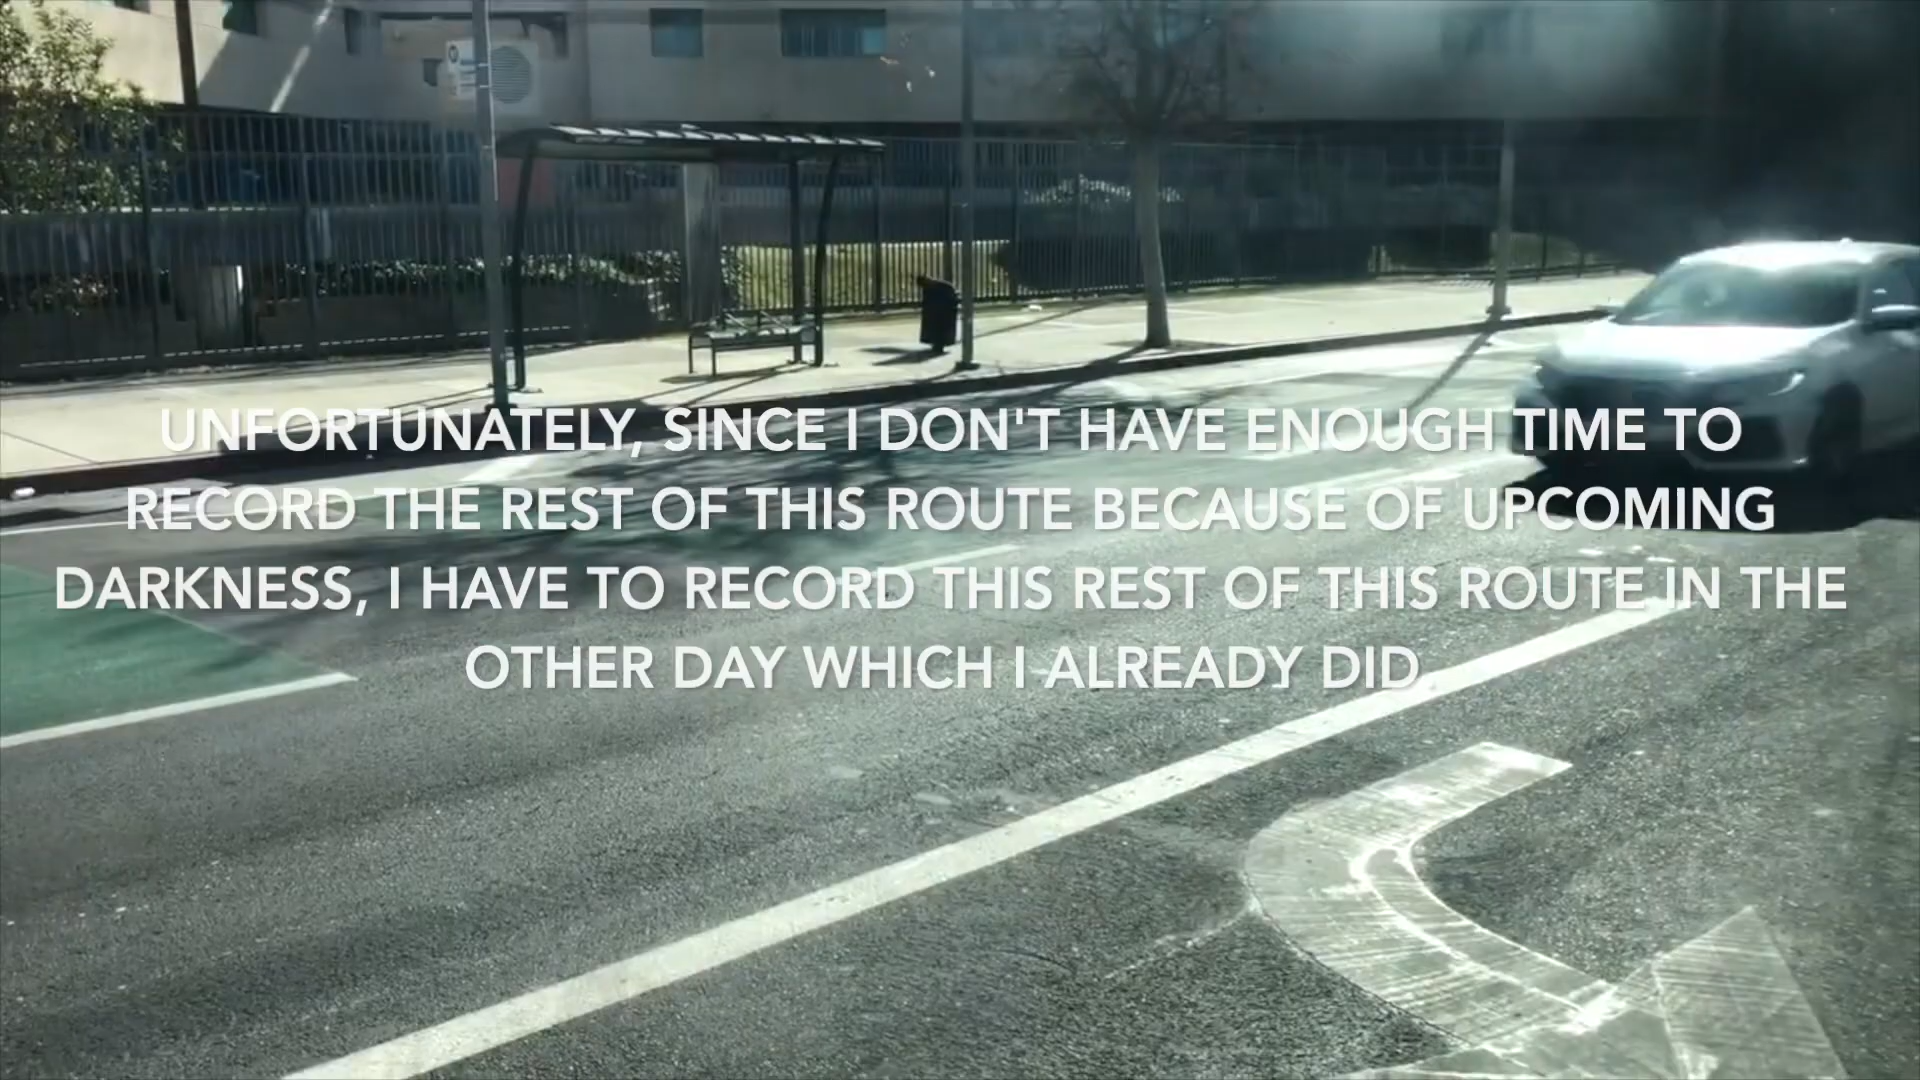 UNFORTUNATELY, SINCE I DON'T HAVE ENOUGH TIME TO
RECORD THE REST OF THIS ROUTE BECAUSE OF UPCOMING
DARKNESS, I HAVE TO RECORD THIS REST OF THIS ROUTE IN THE
OTHER DAY WHICH I ALREADY DID